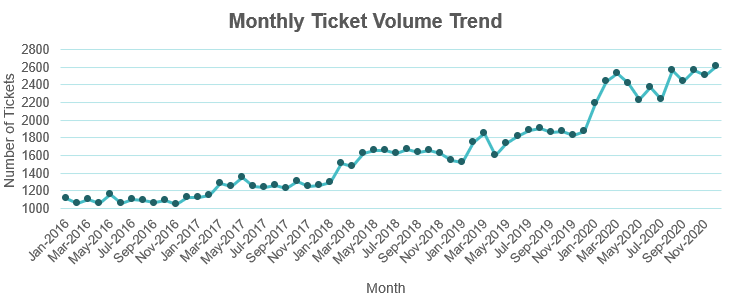 Monthly Ticket Volume Trend
Number of Tickets
2800
2600
2400
2200
2000
1800
1600
1400
1200
1000
Jan-2016
Mar-2016
May-2016
Jul-2016
Sep-2016
Nov-2016
Jan-2017
Mar-2017
May-2017
Jul-2017
Sep-2017
Nov-2017
Jan-2018
Mar-2018
May-2018
Jul-2018
Sep-2018
Nov-2018
Jan-2019
Mar-2019
May-2019
Jul-2019
Sep-2019
Nov-2019
Jan-2020
Mar-2020
May-2020
Jul-2020
Sep-2020
Nov-2020
Month